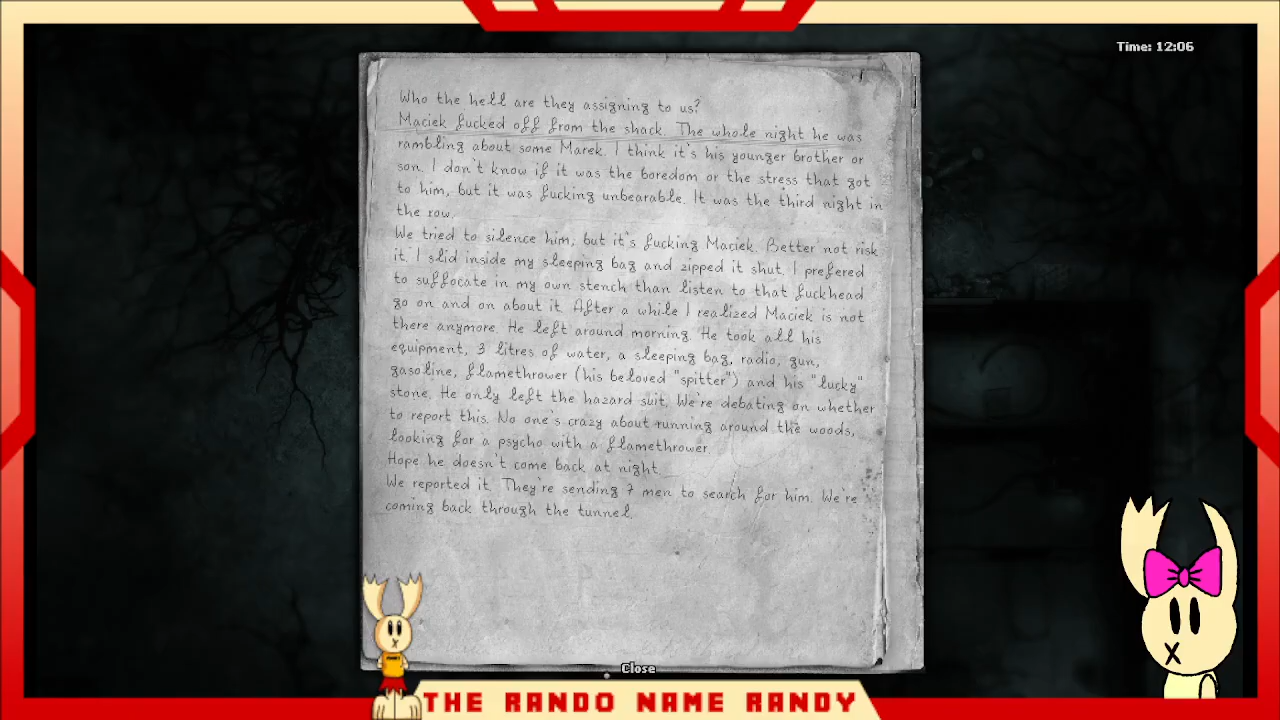 Time: 12:06
Who the hell are they assigning to us?
Maciek fucked off from the shack. The whole night he was
rambling about some Marek. I think it's his younger brother or
son. I don't know if it was the boredom or the stress that got
to him, but it was fucking unbearable. It was the third night in
the row.
We tried to silence him, but it's fucking Maciek. Better not risk
it. I slid inside my sleeping bag and zipped it shut. I prefered
to suffocate in my own stench than listen to that fuckhead
go on and on about it. After a while I realized Maciek is not
there anymore. He left around morning. He took all his
equipment, 3 litres of water, a sleeping bag, radio, gun,
gasoline, flamethrower (his beloved "spitter") and his "lucky"
stone. He only left the hazard suit. We're debating on whether
to report this. No one's crazy about running around the woods,
looking for a psycho with a flamethrower.
Hope he doesn't come back at night.
We reported it. They're sending 7 men to search for him. We're
coming back through the tunnel.
Close
THE RANDO NAME RANDY